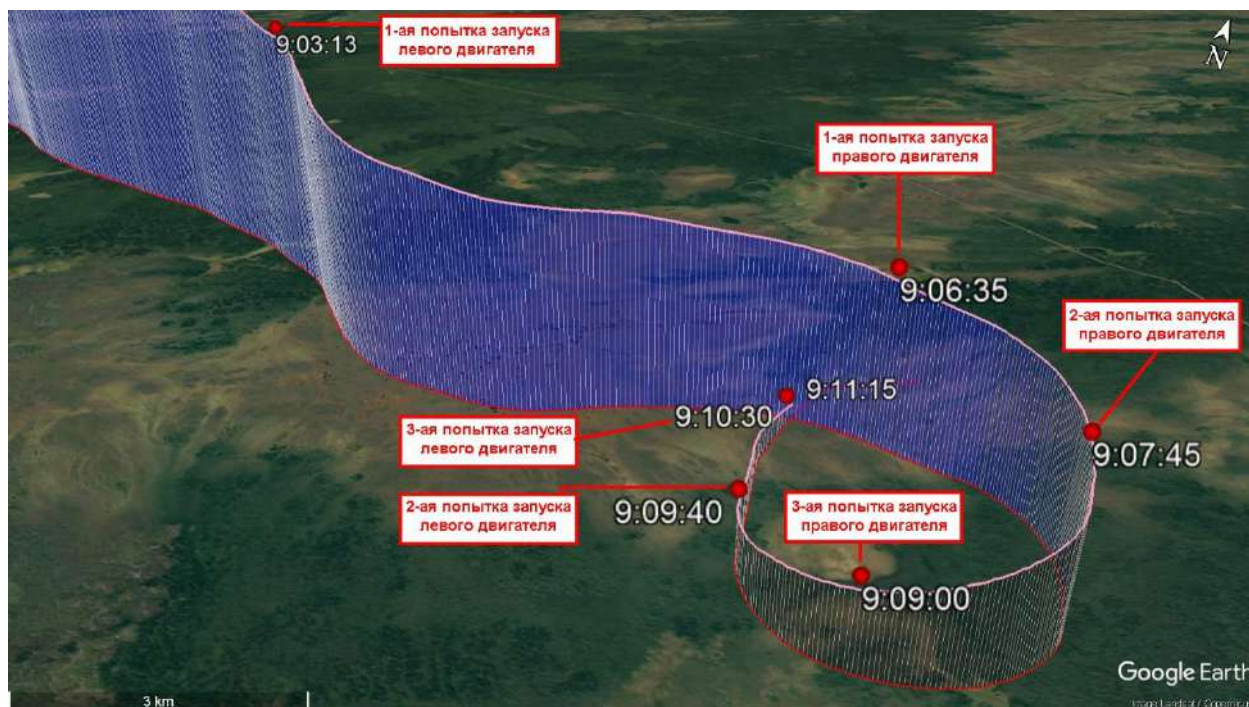 1-ая попытка запуска
левого двигателя
9:03:13
N
1-ая попытка запуска
правого двигателя
9:06:35
2-ая попытка запуска
правого двигателя
9:07:45
9:11:15
9:10:30
3-ая попытка запуска
левого двигателя
2-ая попытка запуска
левого двигателя
9:09:40
3-ая попытка запуска
правого двигателя
9:09:00
Google Earth
3 km
Image Landsat / Copernicus